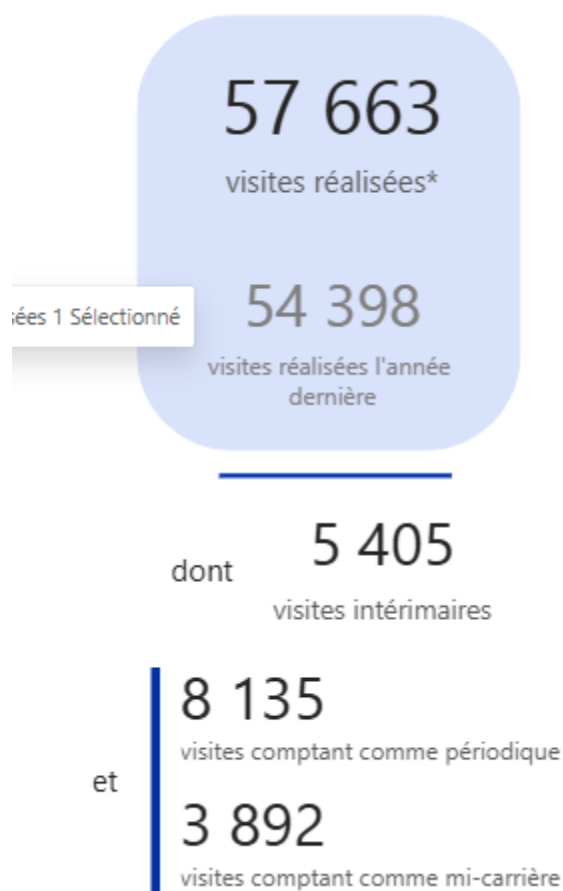 57 663
visites réalisées*
sées 1 Sélectionné
54 398
visites réalisées l'année
dernière
dont
5 405
visites intérimaires
et
8 135
visites comptant comme périodique
3 892
visites comptant comme mi-carrière